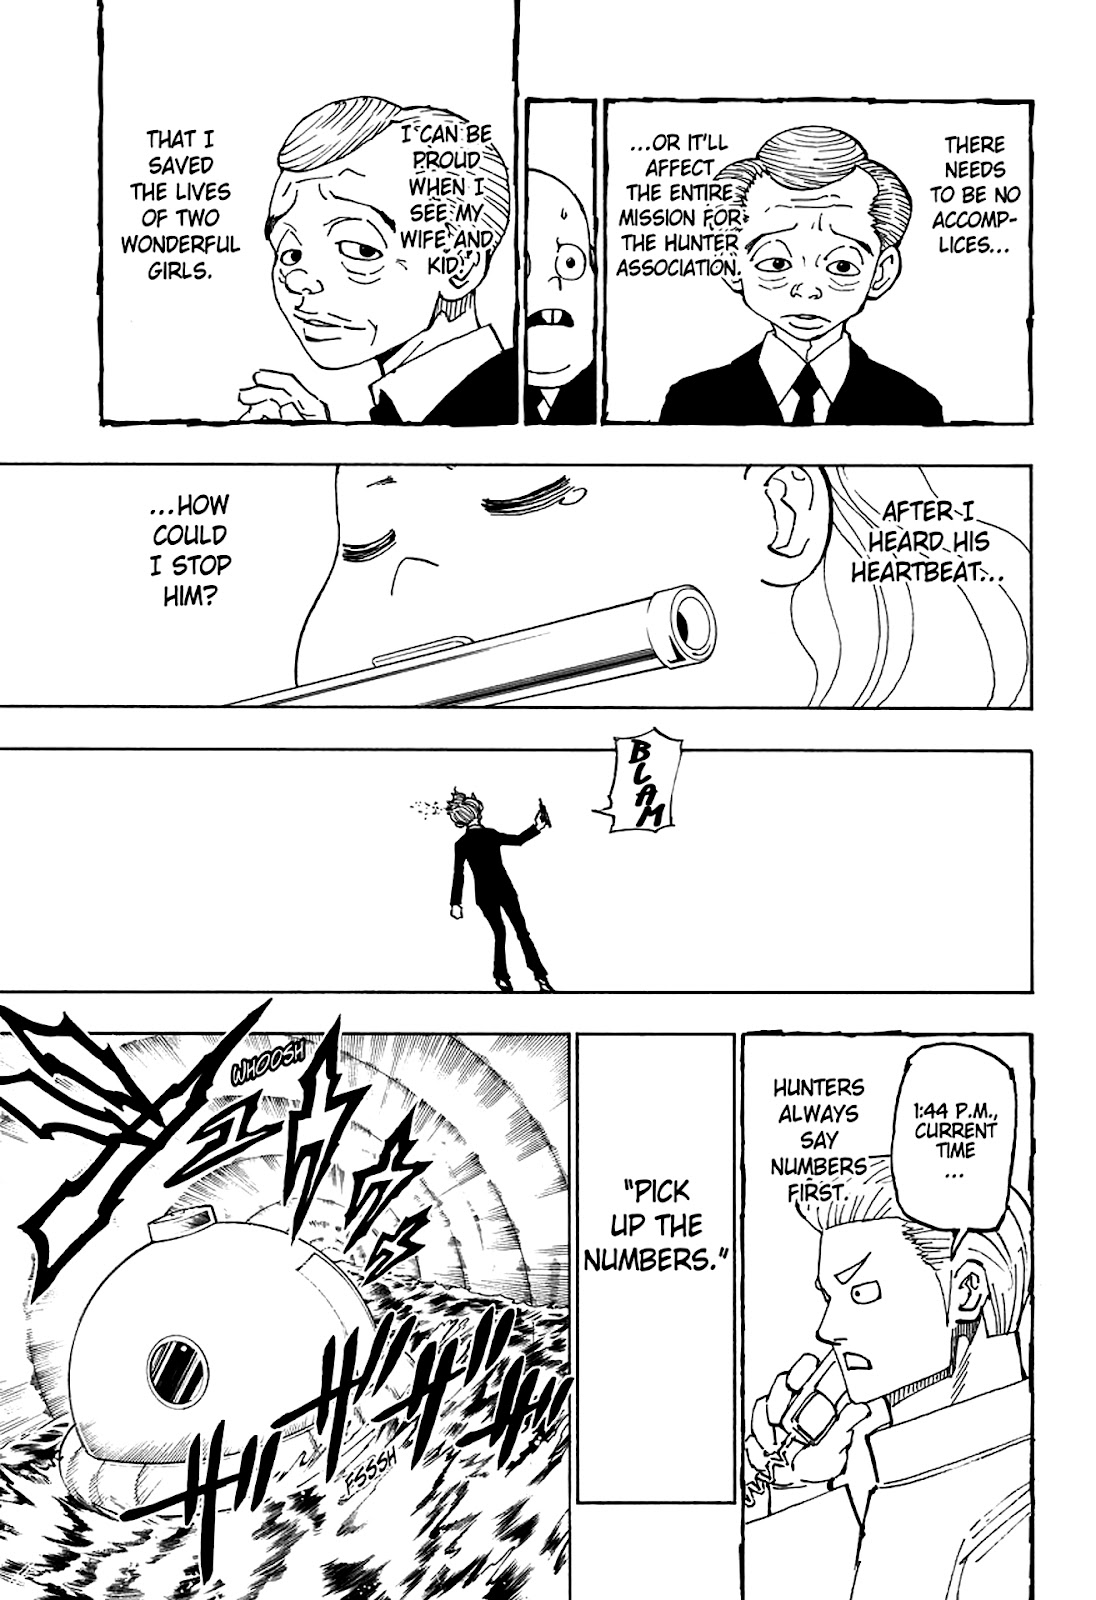 THERE
NEEDS
TO BE NO
ACCOMP-
LICES...
...OR IT'LL
AFFECT
THE ENTIRE
MISSION FOR
THE HUNTER
ASSOCIATION.
I CAN BE
PROUD
WHEN I
SEE MY
WIFE AND
KID.
THAT I
SAVED
THE LIVES
OF TWO
WONDERFUL
GIRLS.
AFTER I
HEARD HIS
HEARTBEAT...
...HOW
COULD
I STOP
HIM?
BLAM
1:44 P.M.,
CURRENT
TIME
...
HUNTERS
ALWAYS
SAY
NUMBERS
FIRST.
"PICK
UP THE
NUMBERS."
WHOOSH
FSSSH